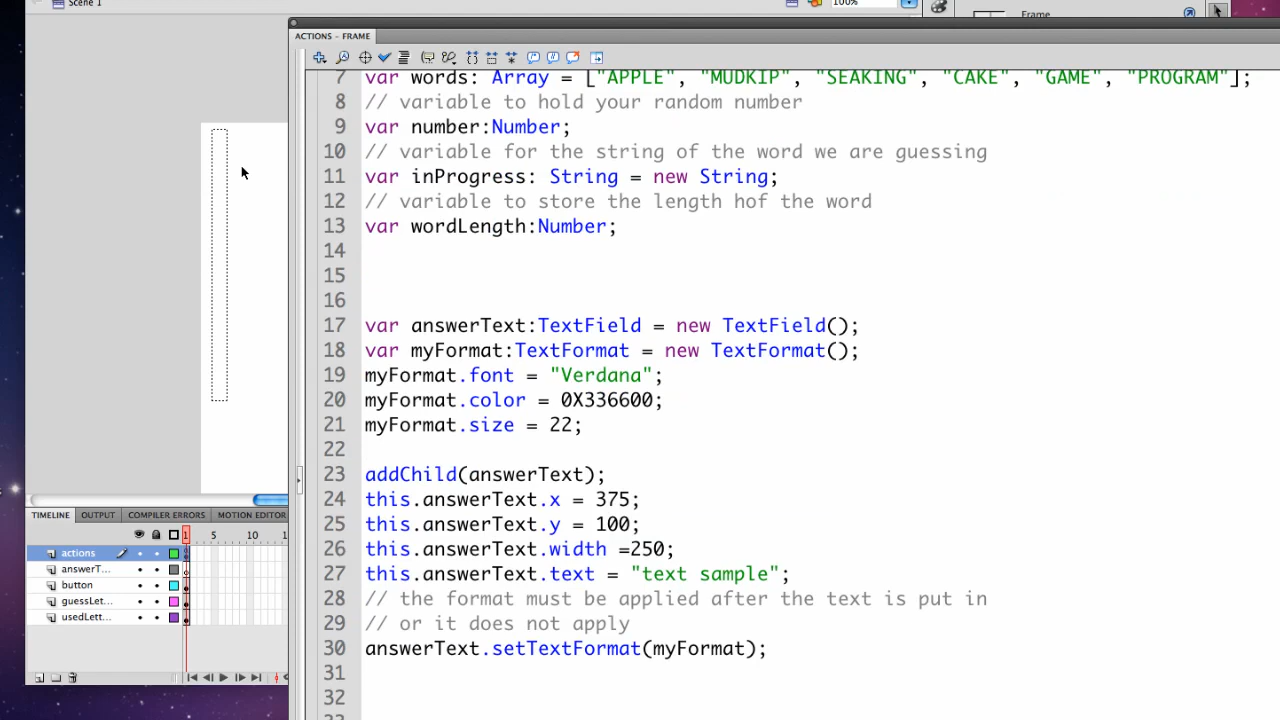 Scene 1
100%
Frame
ACTIONS - FRAME
7 var words: Array = ["APPLE", "MUDKIP", "SEAKING", "CAKE", "GAME", "PROGRAM"];
8 // variable to hold your random number
9 var number:Number;
10 // variable for the string of the word we are guessing
11 var inProgress: String = new String;
12 // variable to store the length hof the word
13 var wordLength:Number;
14
15
16
17 var answerText:TextField = new TextField();
18 var myFormat:TextFormat = new TextFormat();
19 myFormat.font = "Verdana";
20 myFormat.color = 0X336600;
21 myFormat.size = 22;
22
23 addChild(answerText);
24 this.answerText.x = 375;
25 this.answerText.y = 100;
26 this.answerText.width =250;
27 this.answerText.text = "text sample";
28 // the format must be applied after the text is put in
29 // or it does not apply
30 answerText.setTextFormat(myFormat);
31
32
TIMELINE OUTPUT COMPILER ERRORS MOTION EDITOR
1 5 10
actions
answerT...
button
guessLet...
usedLett...